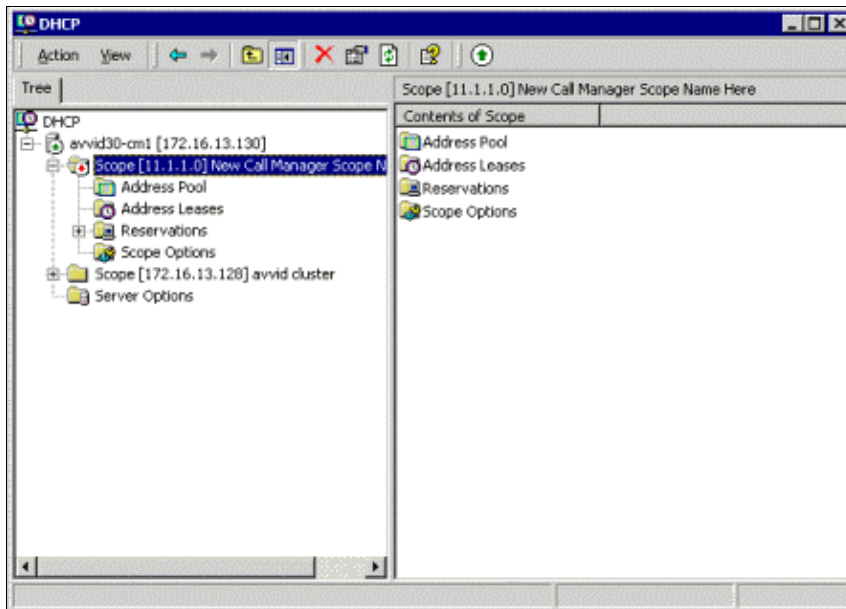 DHCP
Action View
Tree
Scope [11.1.1.0] New Call Manager Scope Name Here
DHCP
avvid30-cm1 [172.16.13.130]
Scope [11.1.1.0] New Call Manager Scope N
Address Pool
Address Leases
Reservations
Scope Options
Scope [172.16.13.128] avvid cluster
Server Options
Contents of Scope
Address Pool
Address Leases
Reservations
Scope Options